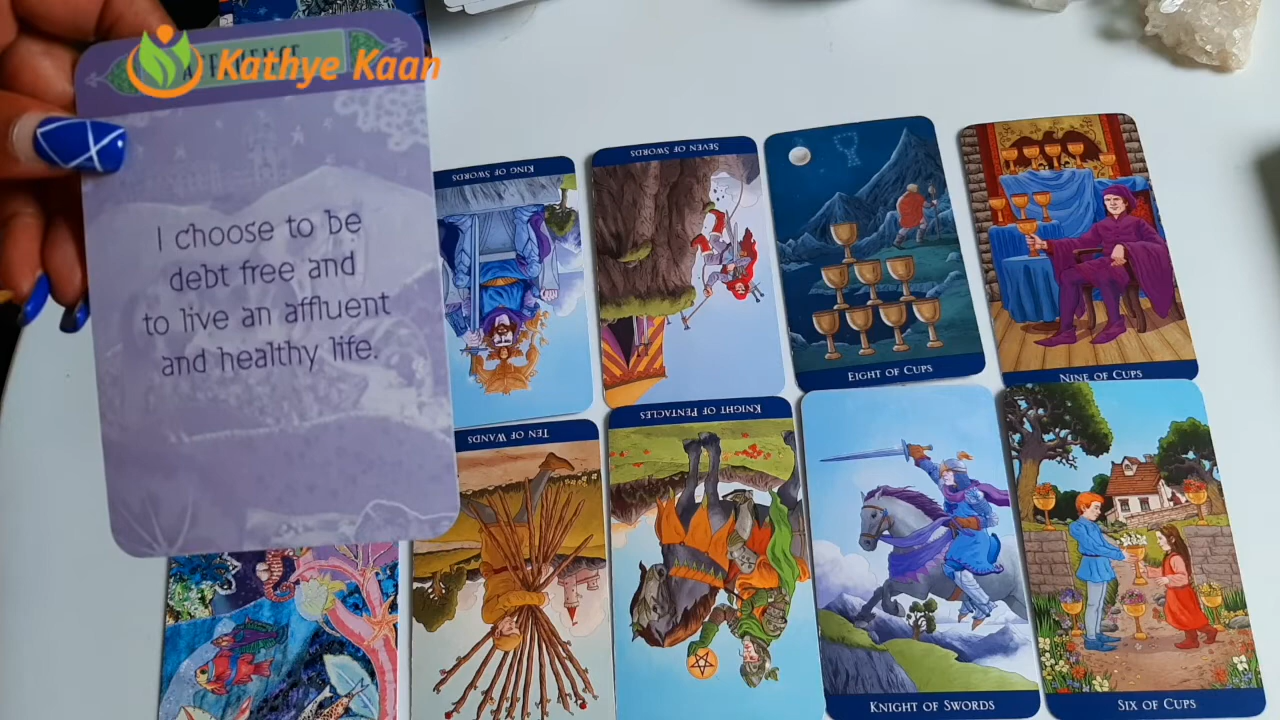 Kathye Kaan
I choose to be
debt free and
to live an affluent
and healthy life.
KING OF SWORDS
SEVEN OF SWORDS
EIGHT OF CUPS
NINE OF CUPS
TEN OF WANDS
KNIGHT OF PENTACLES
KNIGHT OF SWORDS
SIX OF CUPS